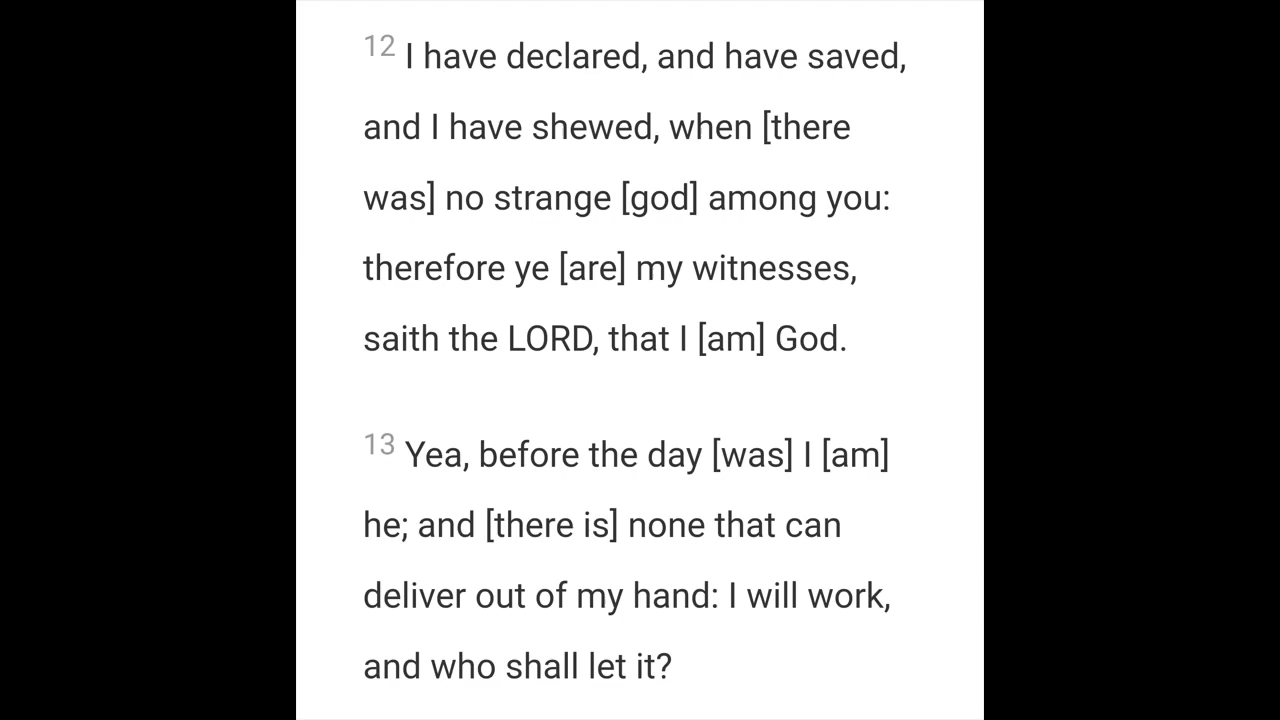 12 I have declared, and have saved,
and I have shewed, when [there
was] no strange [god] among you:
therefore ye [are] my witnesses,
saith the LORD, that I [am] God.
13 Yea, before the day [was] I [am]
he; and [there is] none that can
deliver out of my hand: I will work,
and who shall let it?